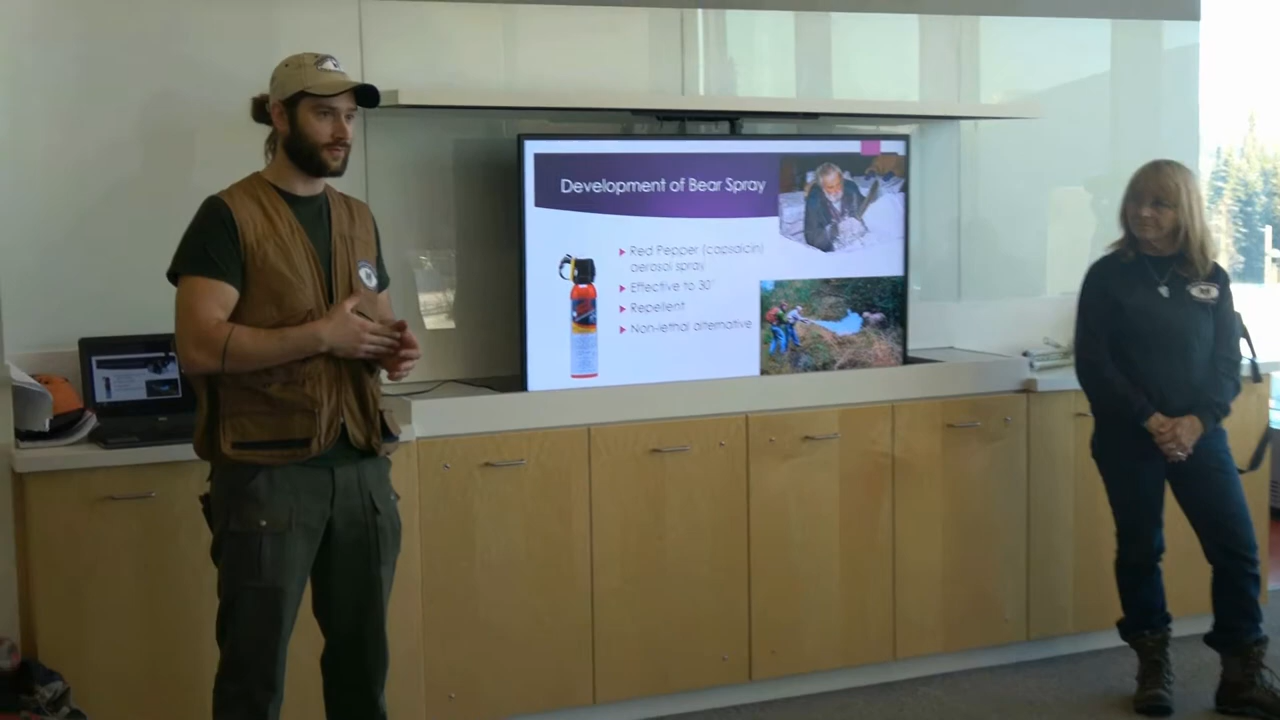 Development of Bear Spray
Red Pepper (capsaicin)
aerosol spray
Effective to 30'
Repellent
Non-lethal alternative